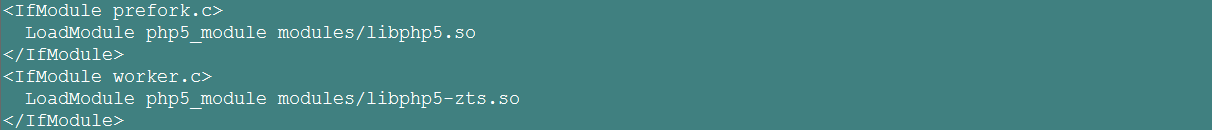 <IfModule prefork.c>
  LoadModule php5_module modules/libphp5.so
</IfModule>
<IfModule worker.c>
  LoadModule php5_module modules/libphp5-zts.so
</IfModule>